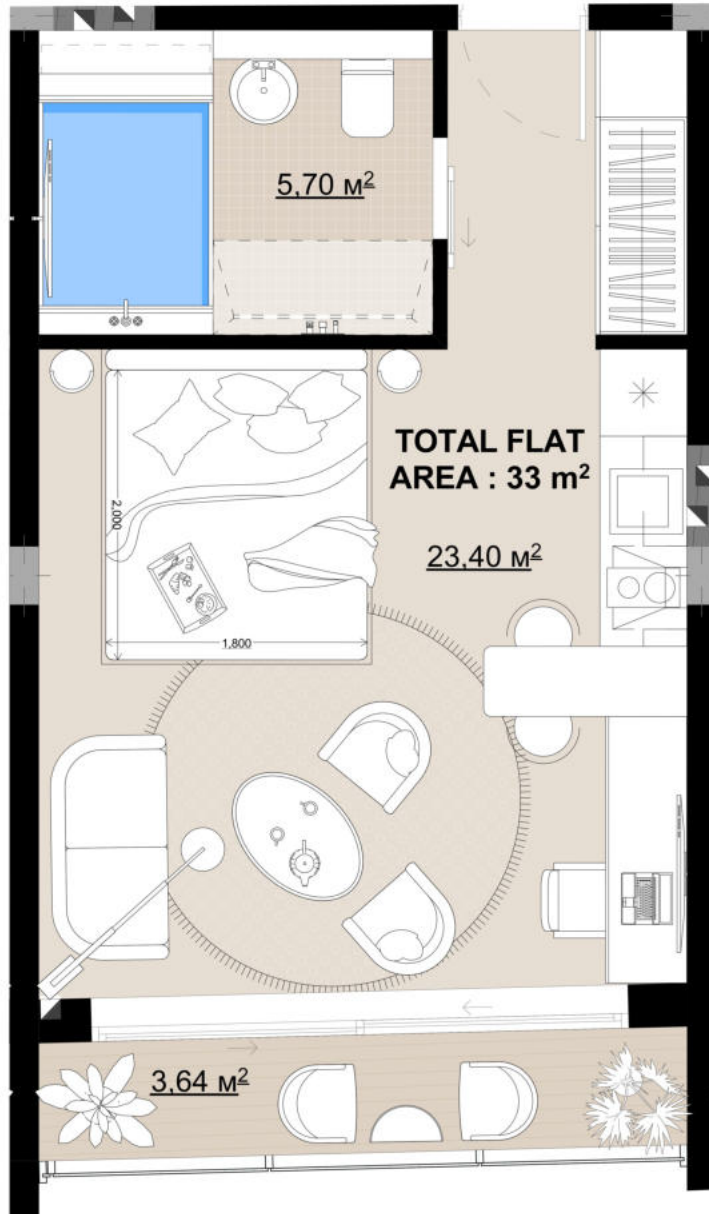 5,70 м²
TOTAL FLAT
AREA : 33 m²
23,40 м²
2,000
1,800
3,64 м²